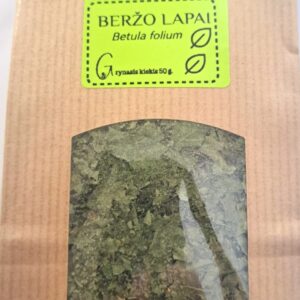 BERŽO LAPAI
Betula folium
Grynasis kiekis 50 g.